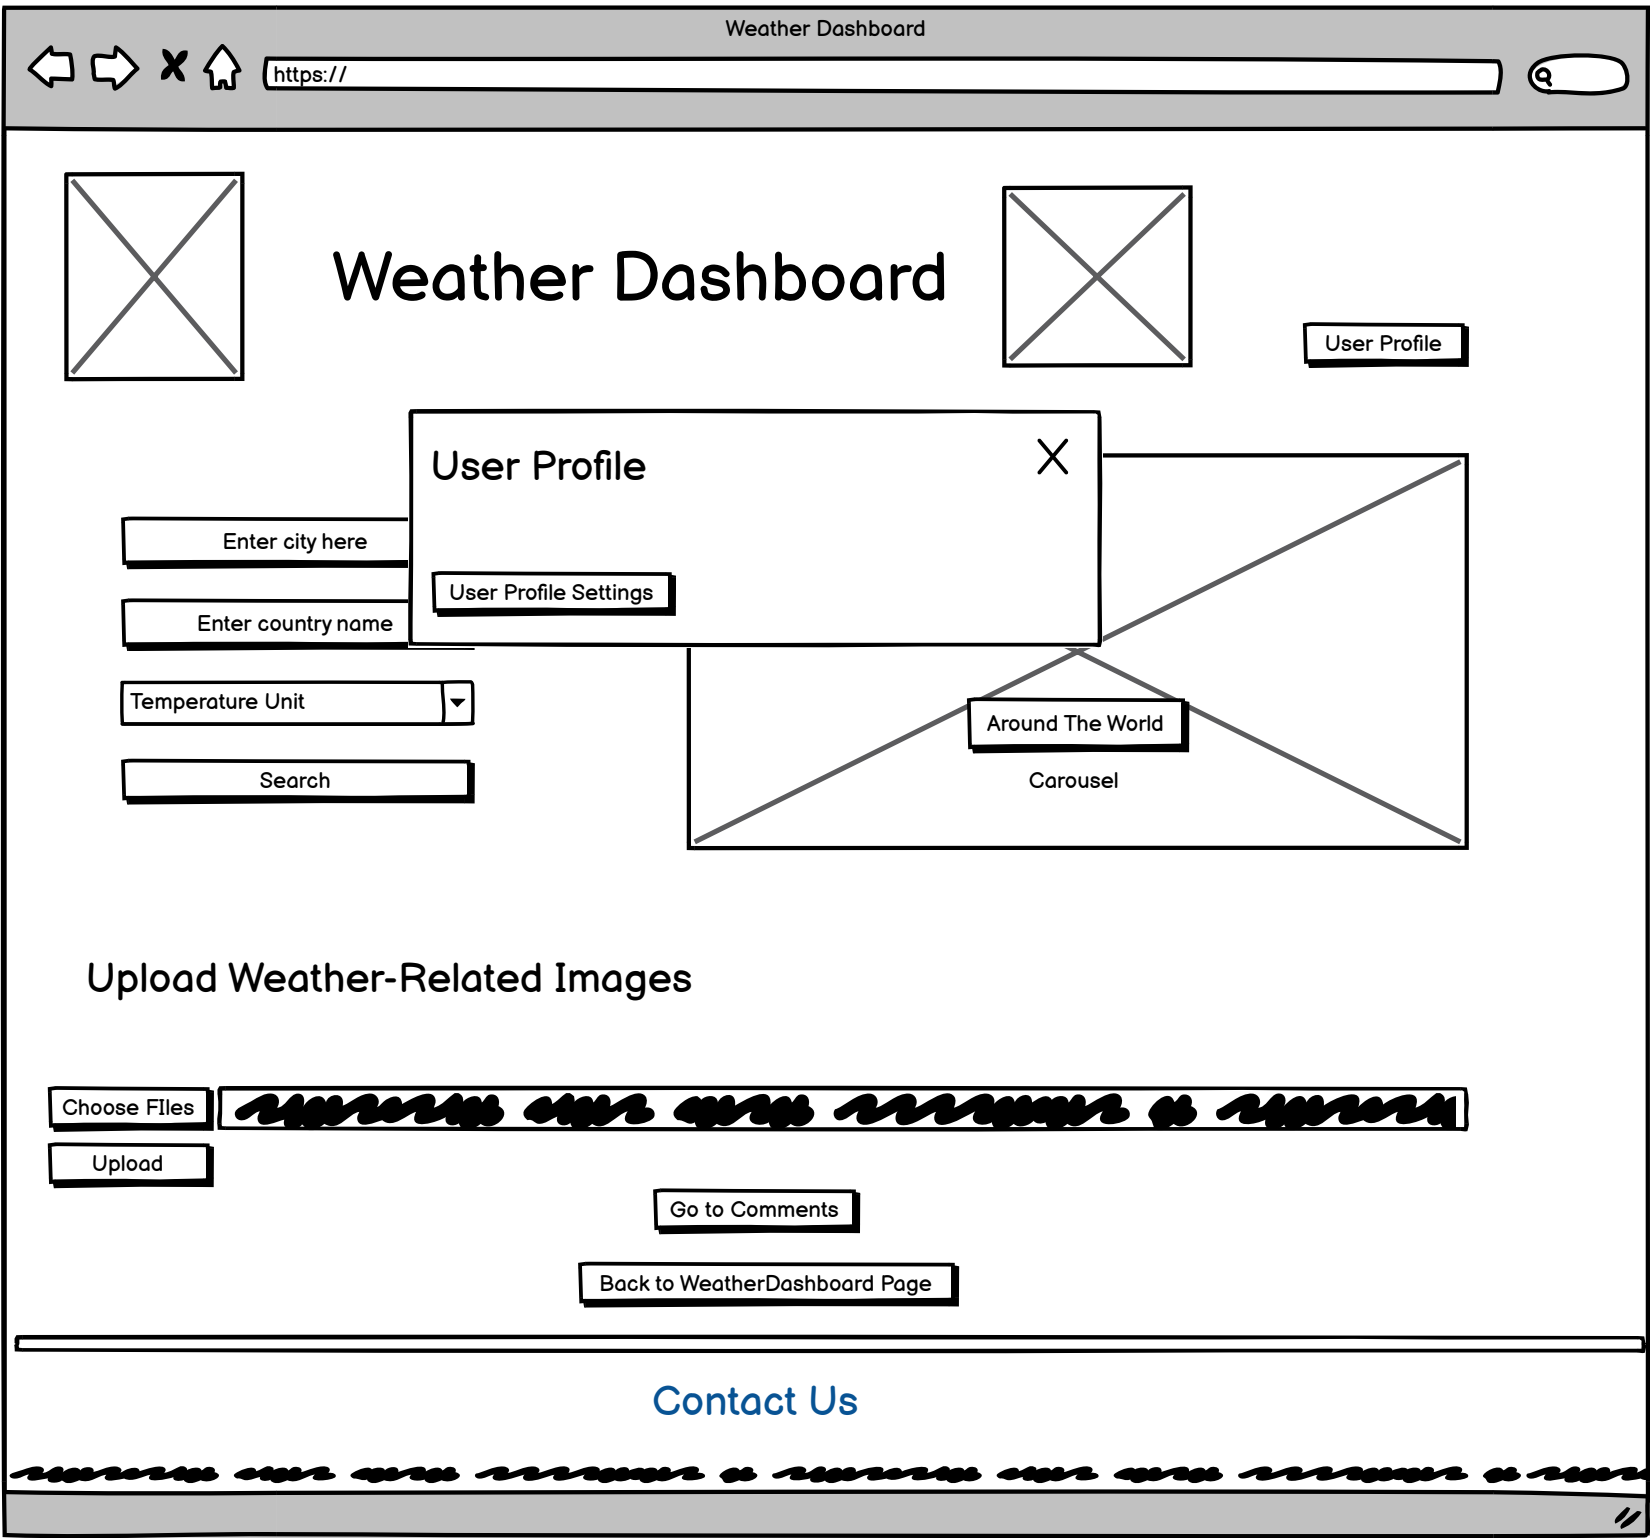 Weather Dashboard
https://
Weather Dashboard
User Profile
User Profile
Enter city here
User Profile Settings
Enter country name
Temperature Unit
Around The World
Search
Carousel
Upload Weather-Related Images
Choose FIles
Upload
Go to Comments
Back to WeatherDashboard Page
Contact Us